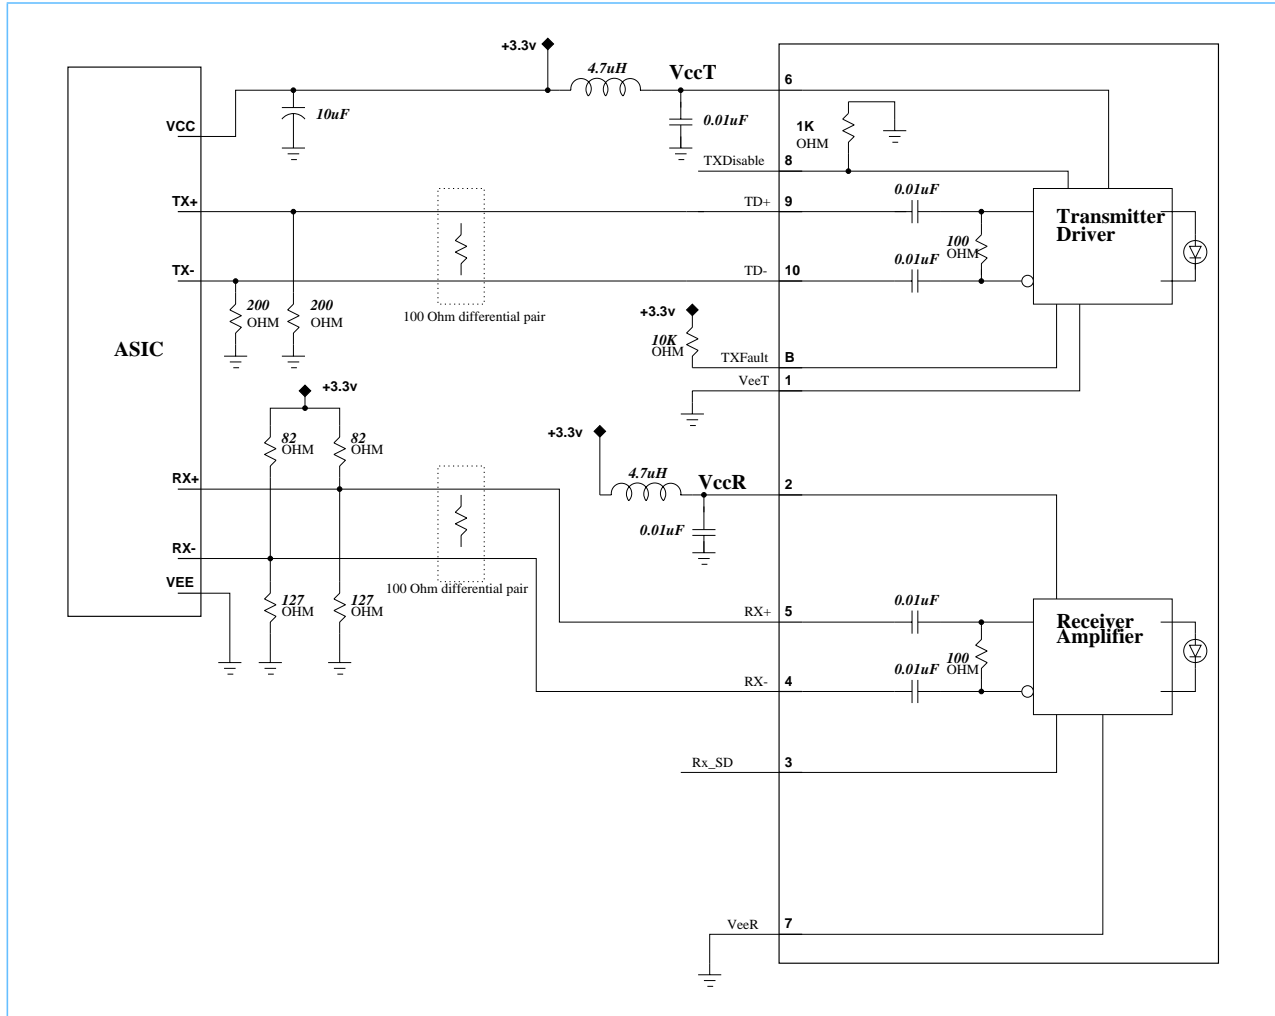 +3.3v
4.7uH
VccT
6
VCC
10uF
0.01uF
1K
OHM
TXDisable
8
TX+
TD+
9
0.01uF
Transmitter
Driver
100
OHM
TX-
TD-
10
0.01uF
200
OHM
200
OHM
100 Ohm differential pair
+3.3v
10K
OHM
ASIC
TXFault
B
VeeT
1
+3.3v
+3.3v
82
OHM
82
OHM
4.7uH
VccR
2
RX+
0.01uF
RX-
VEE
100 Ohm differential pair
127
OHM
127
OHM
RX+
5
0.01uF
Receiver
Amplifier
100
OHM
RX-
4
0.01uF
Rx_SD
3
VeeR
7